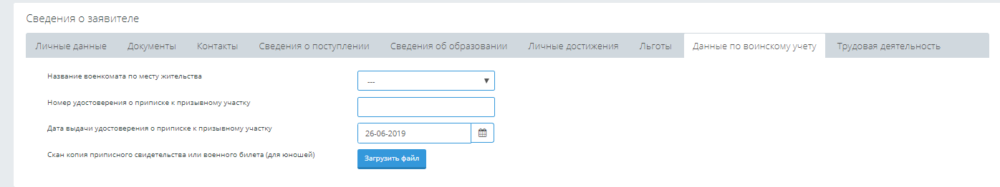 Сведения о заявителе
Личные данные Документы Контакты Сведения о поступлении Сведения об образовании Личные достижения Льготы Данные по воинскому учету Трудовая деятельность
Название военкомата по месту жительства ---
Номер удостоверения о приписке к призывному участку
Дата выдачи удостоверения о приписке к призывному участку 26-06-2019
Скан копия приписного свидетельства или военного билета (для юношей) Загрузить файл